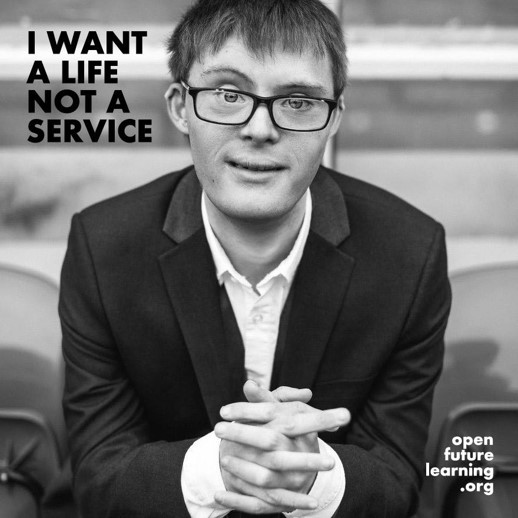 I WANT
A LIFE
NOT A
SERVICE
open
future
learning
.org